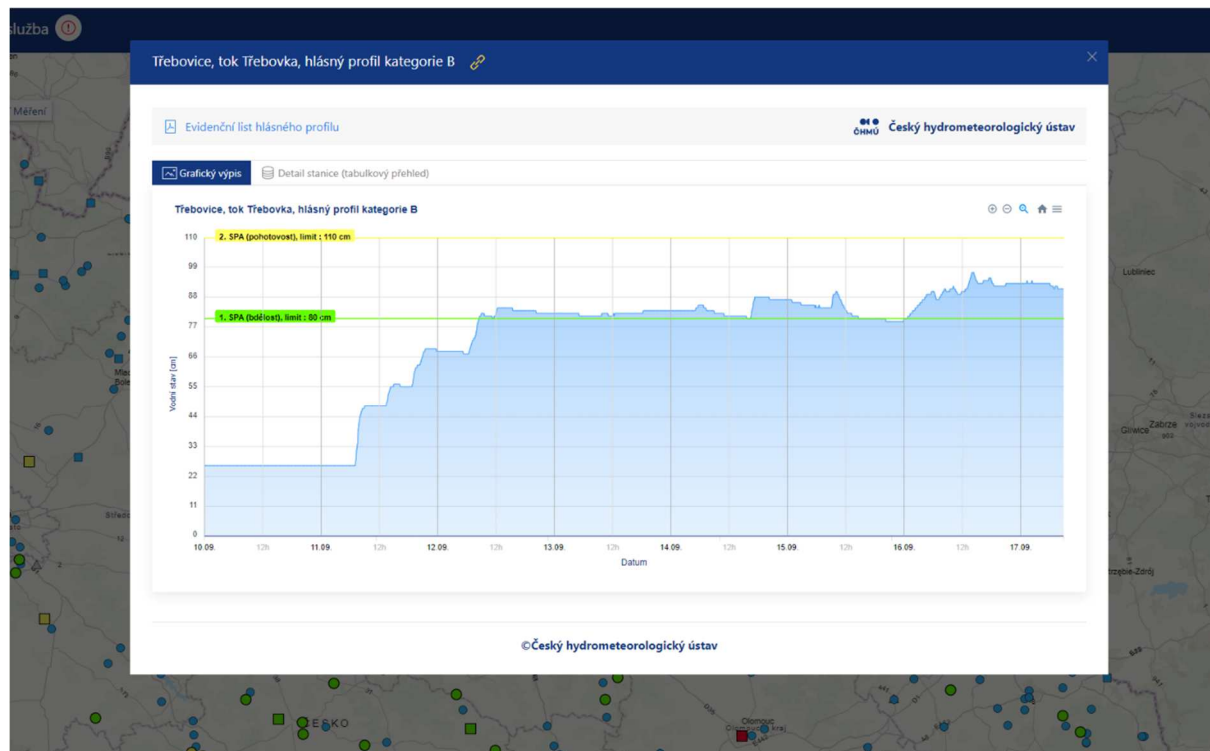 služba
Třebovice, tok Třebovka, hlásný profil kategorie B
Měření
Evidenční list hlásného profilu
ČHMÚ Český hydrometeorologický ústav
Grafický výpis
Detail stanice (tabulkový přehled)
Třebovice, tok Třebovka, hlásný profil kategorie B
110
2. SPA (pohotovost), limit : 110 cm
99
88
1. SPA (bdělost), limit : 80 cm
77
66
55
44
33
22
11
0
Vodní stav [cm]
10.09. 12h 11.09. 12h 12.09. 12h 13.09. 12h 14.09. 12h 15.09. 12h 16.09. 12h 17.09.
Datum
©Český hydrometeorologický ústav
Lubliniec
Gliwice
Zabrze
ČESKO
Olomouc